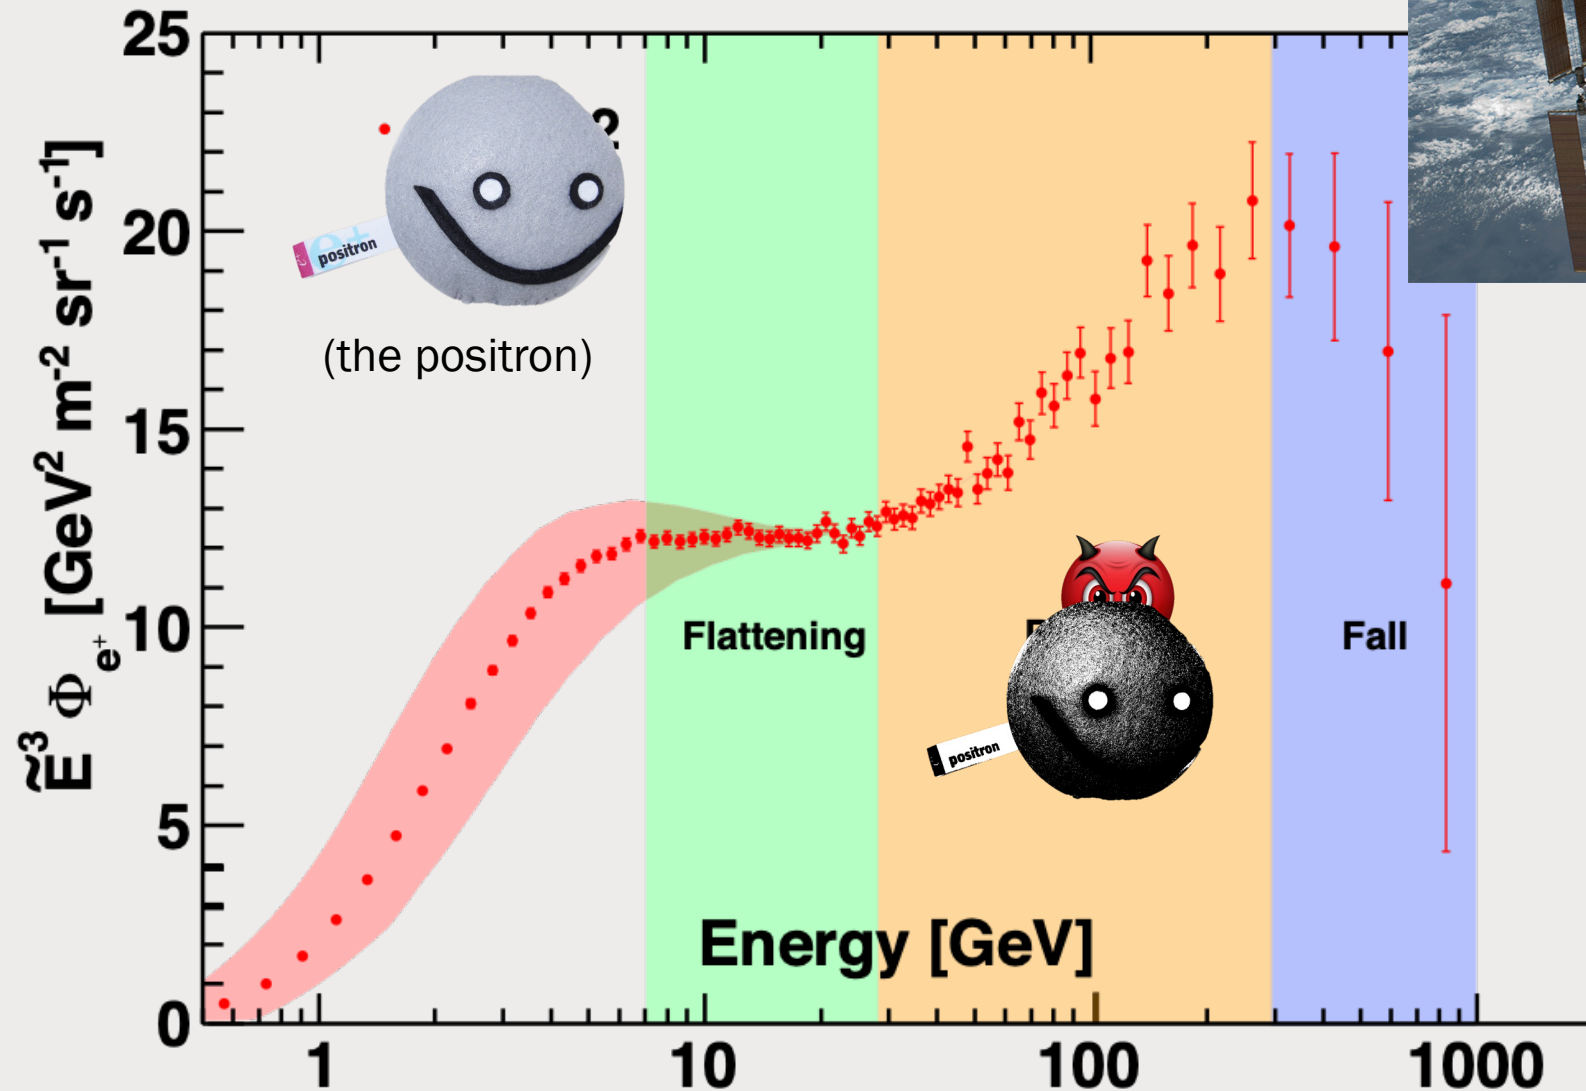 25
20
15
10
5
0
Ẽ³ Φe⁺ [GeV² m⁻² sr⁻¹ s⁻¹]
2
e+
positron
(the positron)
Flattening
Fall
positron
Energy [GeV]
1 10 100 1000